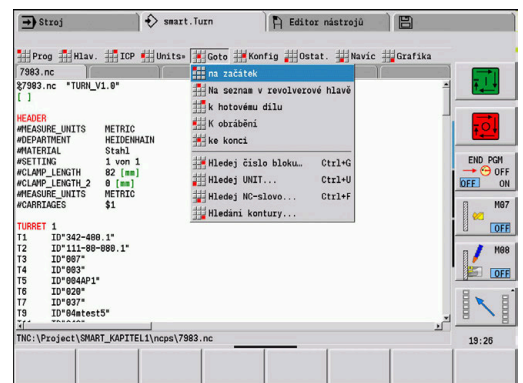 Stroj smart.Turn Editor nástrojů
Prog Hlav. ICP Units» Goto Konfig Ostat. Navíc Grafika
7983.nc
na začátek
Na seznam v revolverové hlavě
k hotovému dílu
K obrábění
ke konci
Hledej číslo bloku… Ctrl+G
Hledej UNIT... Ctrl+U
Hledej NC-slovo... Ctrl+F
Hledání kontury...
%7983.nc "TURN_V1.0"
[ ]
HEADER
#MEASURE_UNITS METRIC
#DEPARTMENT HEIDENHAIN
#MATERIAL Stahl
#SETTING 1 von 1
#CLAMP_LENGTH 82 [mm]
#CLAMP_LENGTH_2 0 [mm]
#MEASURE_UNITS METRIC
#CARRIAGES $1
TURRET 1
T1 ID"342-400.1"
T2 ID"111-80-080.1"
T3 ID"007"
T4 ID"003"
T5 ID"004AP1"
T6 ID"020"
T7 ID"037"
T9 ID"04mtest5"
TNC:\Project\SMART_KAPITEL1\ncps\7983.nc
END PGM
OFF
OFF ON
M07
OFF
M08
OFF
19:26